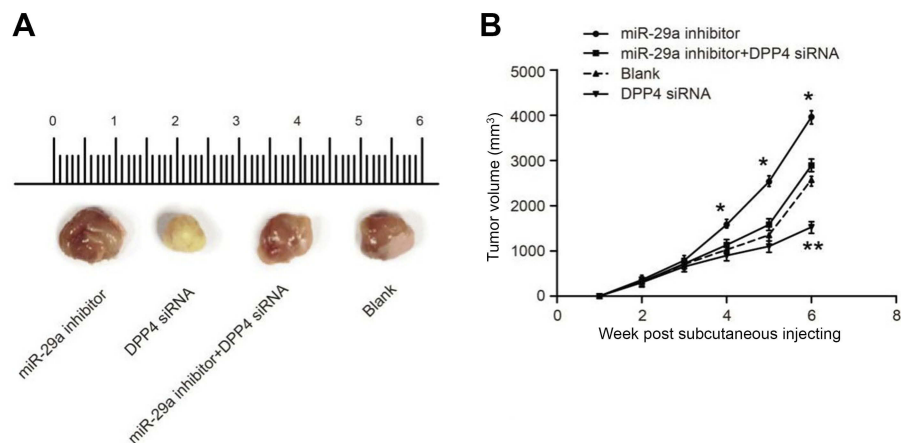 A
0 1 2 3 4 5 6
miR-29a inhibitor
DPP4 siRNA
miR-29a inhibitor+DPP4 siRNA
Blank
B
miR-29a inhibitor
miR-29a inhibitor+DPP4 siRNA
Blank
DPP4 siRNA
Tumor volume (mm³)
5000
4000
3000
2000
1000
0
*
*
*
**
0 2 4 6 8
Week post subcutaneous injecting